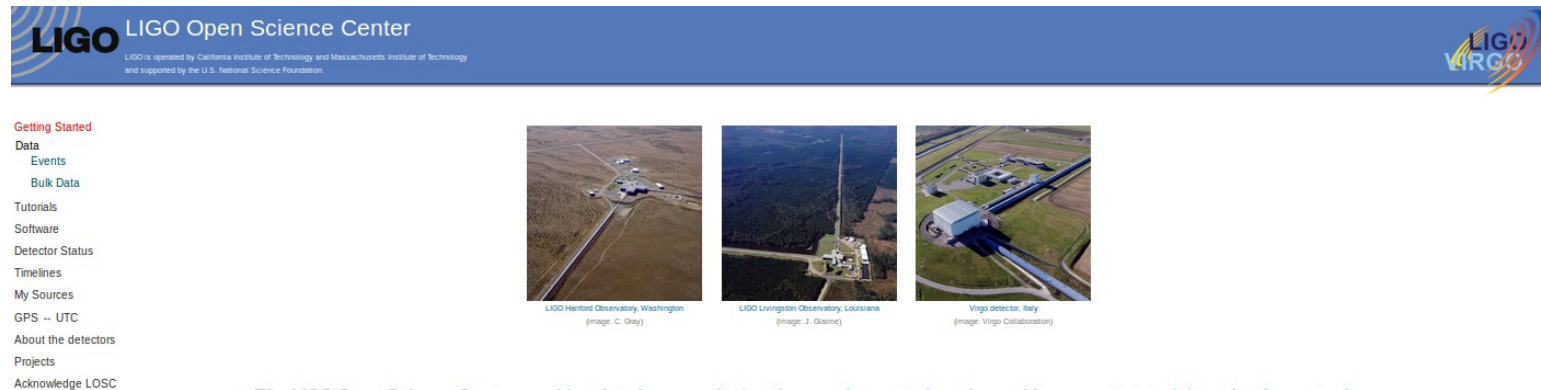 LIGO
LIGO Open Science Center
LIGO is operated by California Institute of Technology and Massachusetts Institute of Technology
and supported by the U.S. National Science Foundation.
LIGO
VIRGO
Getting Started
Data
Events
Bulk Data
Tutorials
Software
Detector Status
Timelines
My Sources
GPS ↔ UTC
About the detectors
Projects
Acknowledge LOSC
LIGO Hanford Observatory, Washington
(image: C. Gray)
LIGO Livingston Observatory, Louisiana
(image: J. Giaime)
Virgo detector, Italy
(image: Virgo Collaboration)